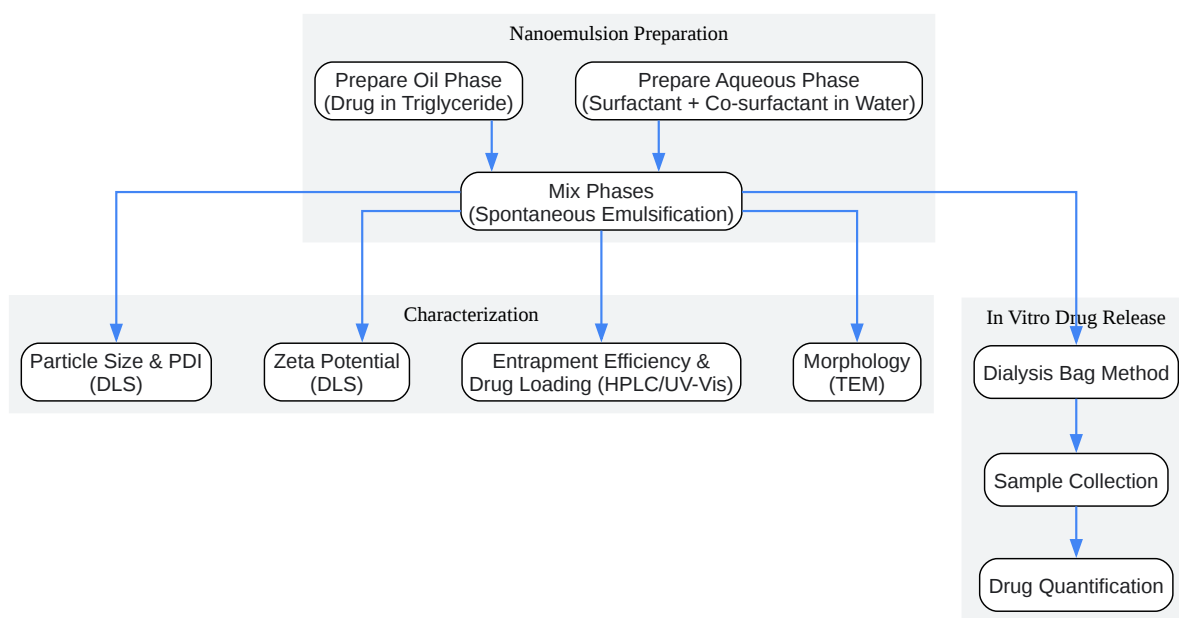 Nanoemulsion Preparation
Prepare Oil Phase
(Drug in Triglyceride)
Prepare Aqueous Phase
(Surfactant + Co-surfactant in Water)
Mix Phases
(Spontaneous Emulsification)
Characterization
Particle Size & PDI
(DLS)
Zeta Potential
(DLS)
Entrapment Efficiency &
Drug Loading (HPLC/UV-Vis)
Morphology
(TEM)
In Vitro Drug Release
Dialysis Bag Method
Sample Collection
Drug Quantification